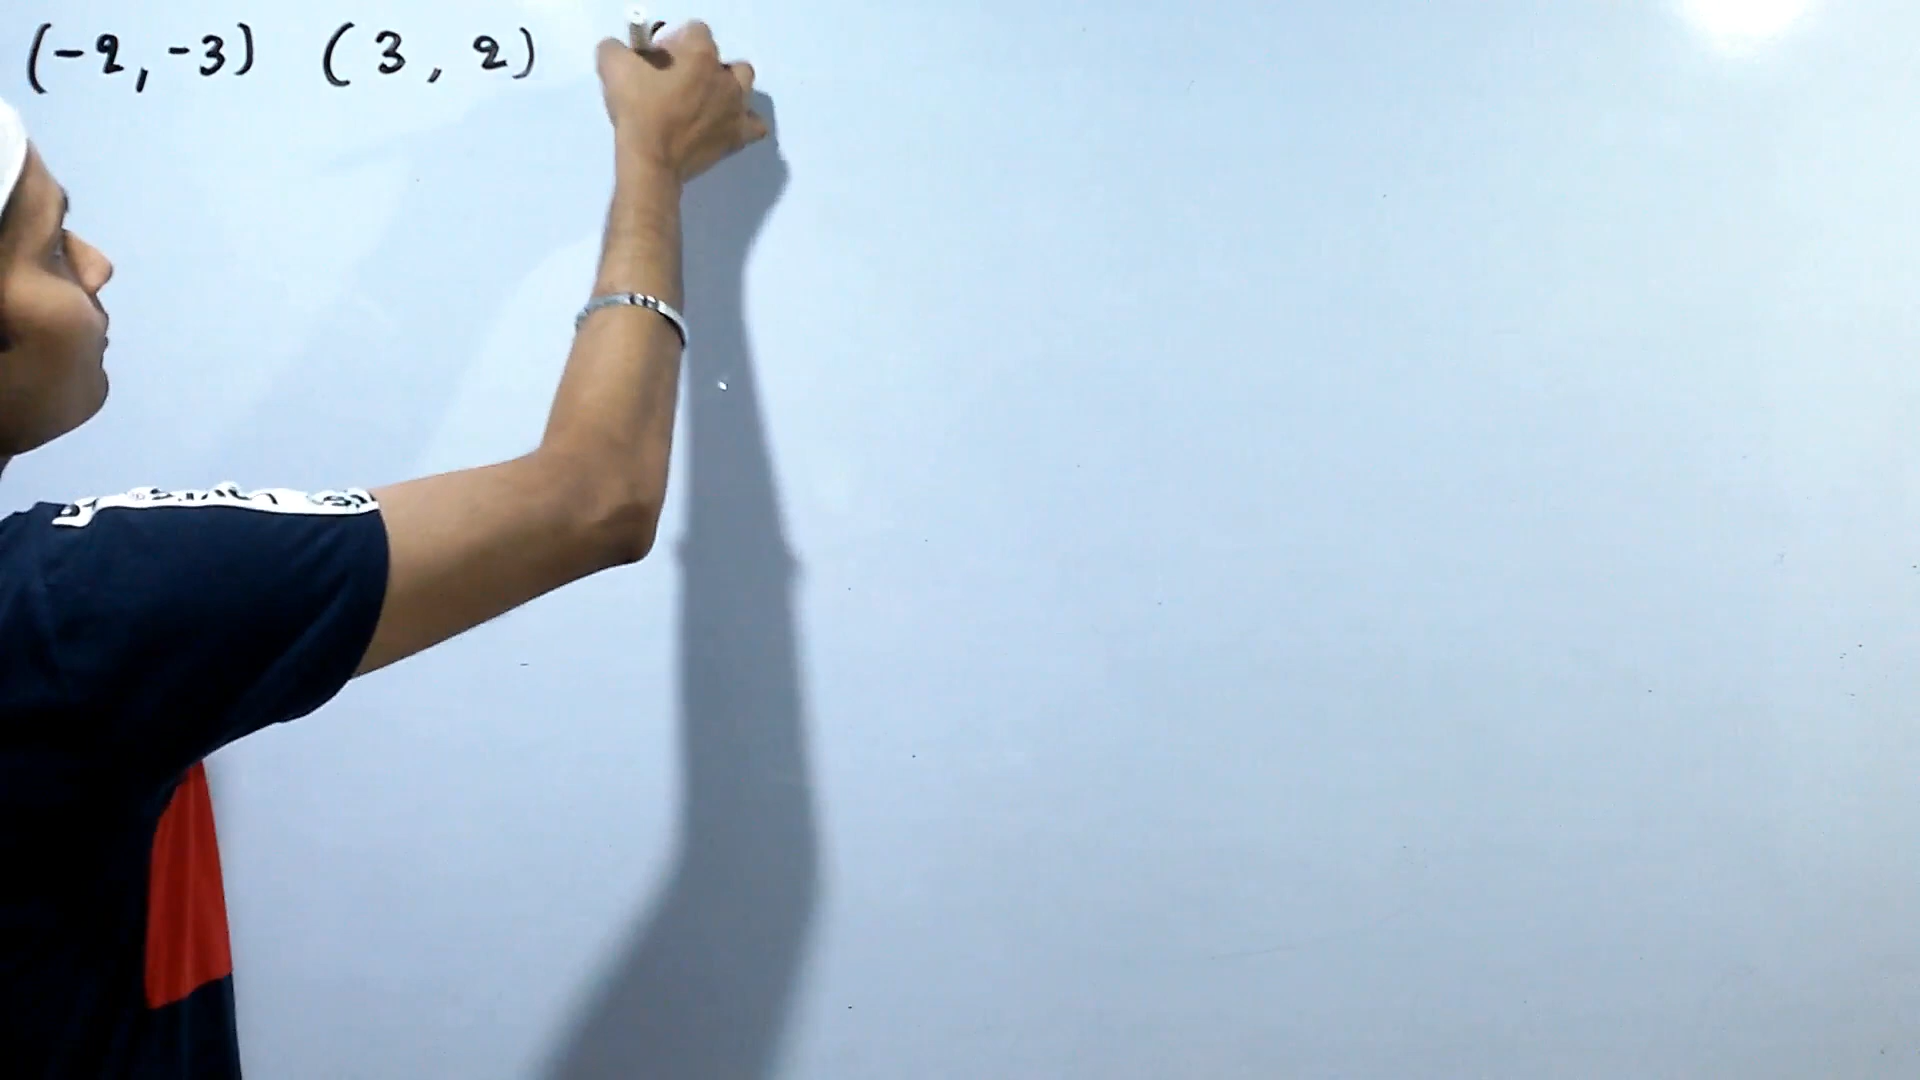 (-2, -3) (3, 2) (